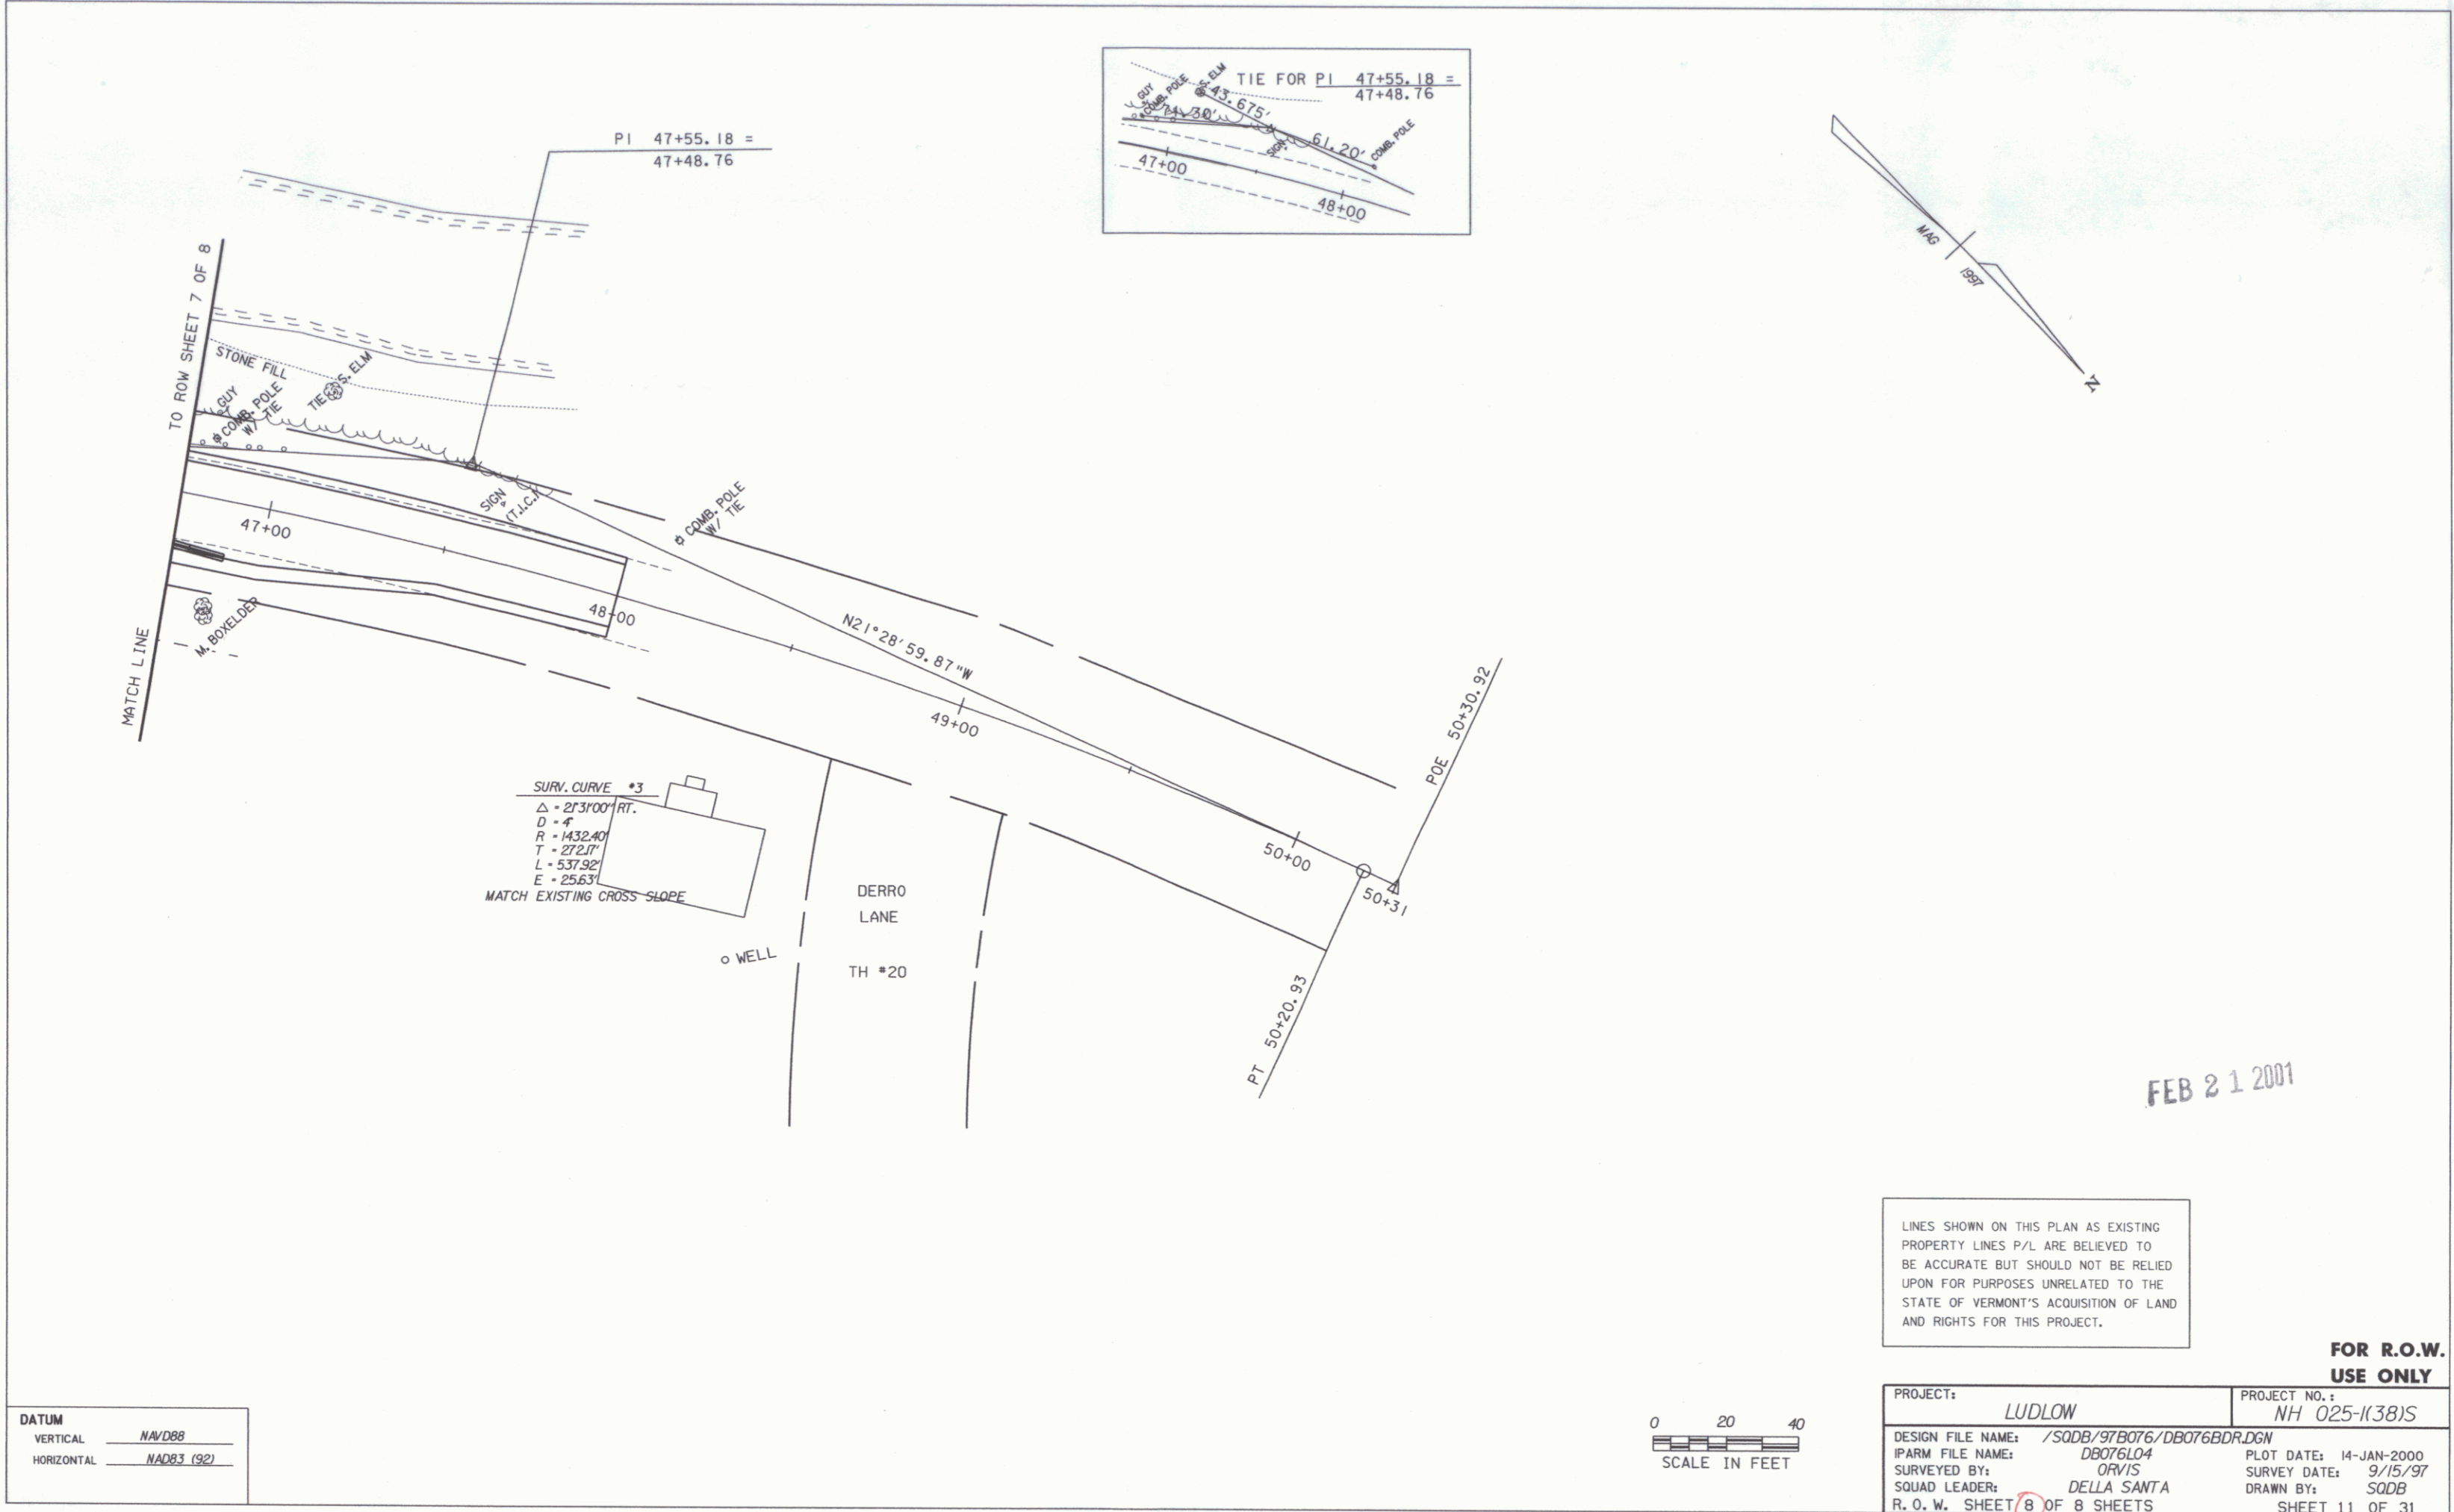 TIE FOR PI 47+55.18 =
47+48.76
GUY
COMB. POLE
S. ELM
43.675'
74.30'
61.20'
SIGN
COMB. POLE
47+00
48+00
PI 47+55.18 =
47+48.76
MAG
1997
N
TO ROW SHEET 7 OF 8
MATCH LINE
STONE FILL
GUY
COMB. POLE
W/ TIE
TIE
S. ELM
SIGN
(T.I.C.)
COMB. POLE
W/ TIE
47+00
48+00
M. BOXELDER
N21°28'59.87"W
49+00
50+00
50+31
POE 50+30.92
PT 50+20.93
SURV. CURVE #3
Δ = 21°31'00" RT.
D = 4°
R = 1432.40'
T = 272.17'
L = 537.92'
E = 25.63'
MATCH EXISTING CROSS SLOPE
WELL
DERRO
LANE
TH #20
FEB 21 2001
LINES SHOWN ON THIS PLAN AS EXISTING
PROPERTY LINES P/L ARE BELIEVED TO
BE ACCURATE BUT SHOULD NOT BE RELIED
UPON FOR PURPOSES UNRELATED TO THE
STATE OF VERMONT'S ACQUISITION OF LAND
AND RIGHTS FOR THIS PROJECT.
FOR R.O.W.
USE ONLY
DATUM
VERTICAL NAVD88
HORIZONTAL NAD83 (92)
0 20 40
SCALE IN FEET
PROJECT: LUDLOW
PROJECT NO.: NH 025-1(38)S
DESIGN FILE NAME: /SQDB/97B076/DB076BDR.DGN
IPARM FILE NAME: DB076L04 PLOT DATE: 14-JAN-2000
SURVEYED BY: ORVIS SURVEY DATE: 9/15/97
SQUAD LEADER: DELLA SANTA DRAWN BY: SQDB
R.O.W. SHEET 8 OF 8 SHEETS SHEET 11 OF 31